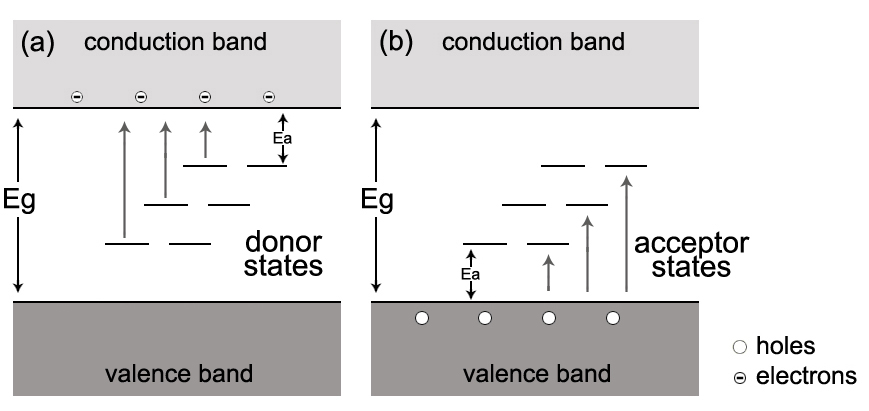 (a) conduction band
Ea
Eg
donor
states
valence band
(b) conduction band
Eg
acceptor
states
Ea
valence band
holes
electrons